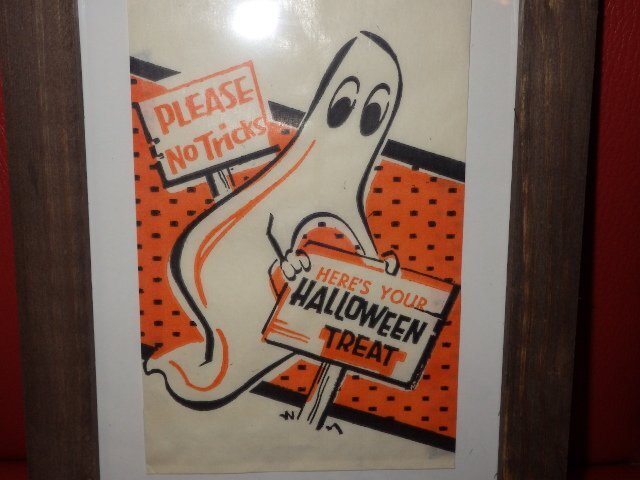 PLEASE
No Tricks
HERE'S YOUR
HALLOWEEN
TREAT